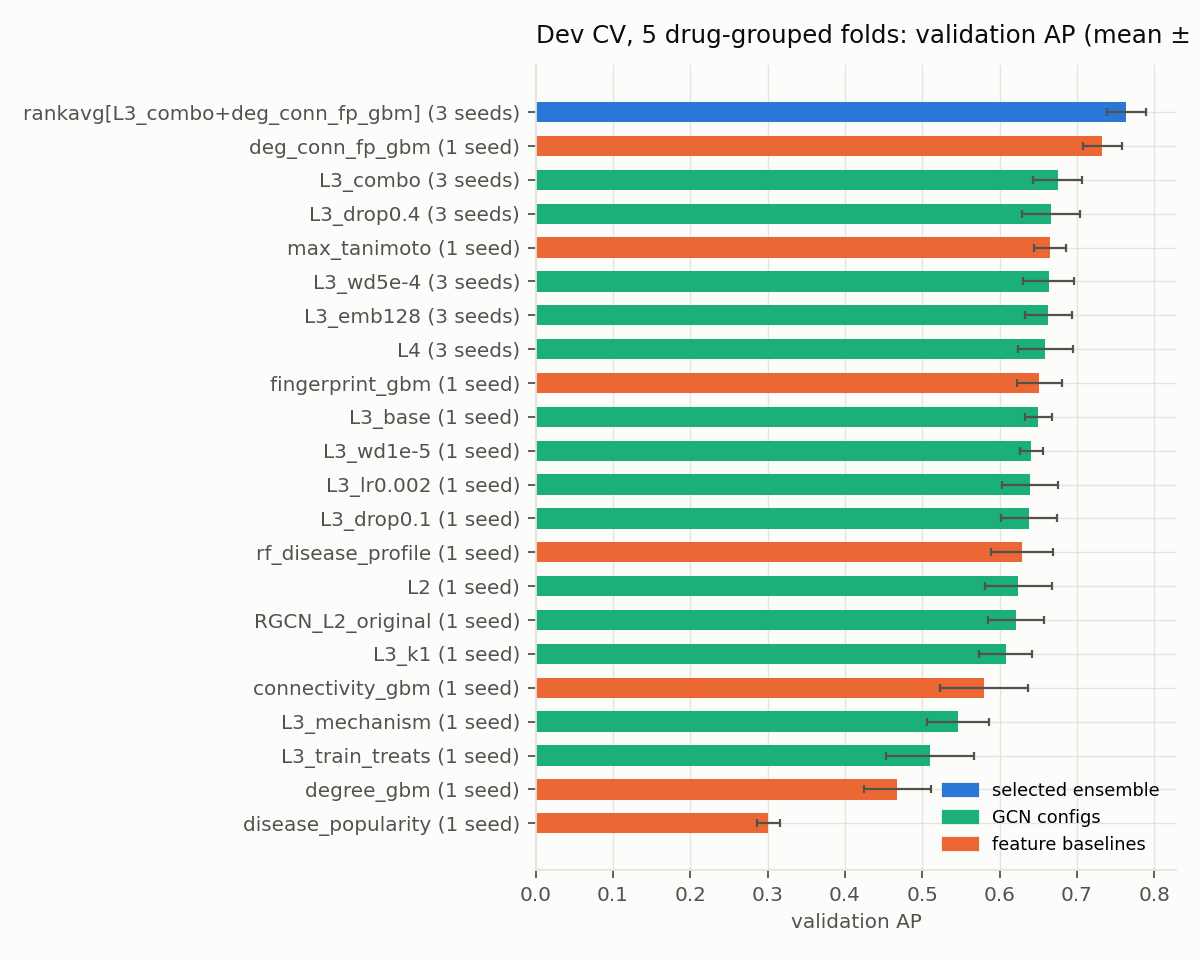 Dev CV, 5 drug-grouped folds: validation AP (mean ±
rankavg[L3_combo+deg_conn_fp_gbm] (3 seeds)
deg_conn_fp_gbm (1 seed)
L3_combo (3 seeds)
L3_drop0.4 (3 seeds)
max_tanimoto (1 seed)
L3_wd5e-4 (3 seeds)
L3_emb128 (3 seeds)
L4 (3 seeds)
fingerprint_gbm (1 seed)
L3_base (1 seed)
L3_wd1e-5 (1 seed)
L3_lr0.002 (1 seed)
L3_drop0.1 (1 seed)
rf_disease_profile (1 seed)
L2 (1 seed)
RGCN_L2_original (1 seed)
L3_k1 (1 seed)
connectivity_gbm (1 seed)
L3_mechanism (1 seed)
L3_train_treats (1 seed)
degree_gbm (1 seed)
disease_popularity (1 seed)
selected ensemble
GCN configs
feature baselines
0.0 0.1 0.2 0.3 0.4 0.5 0.6 0.7 0.8
validation AP